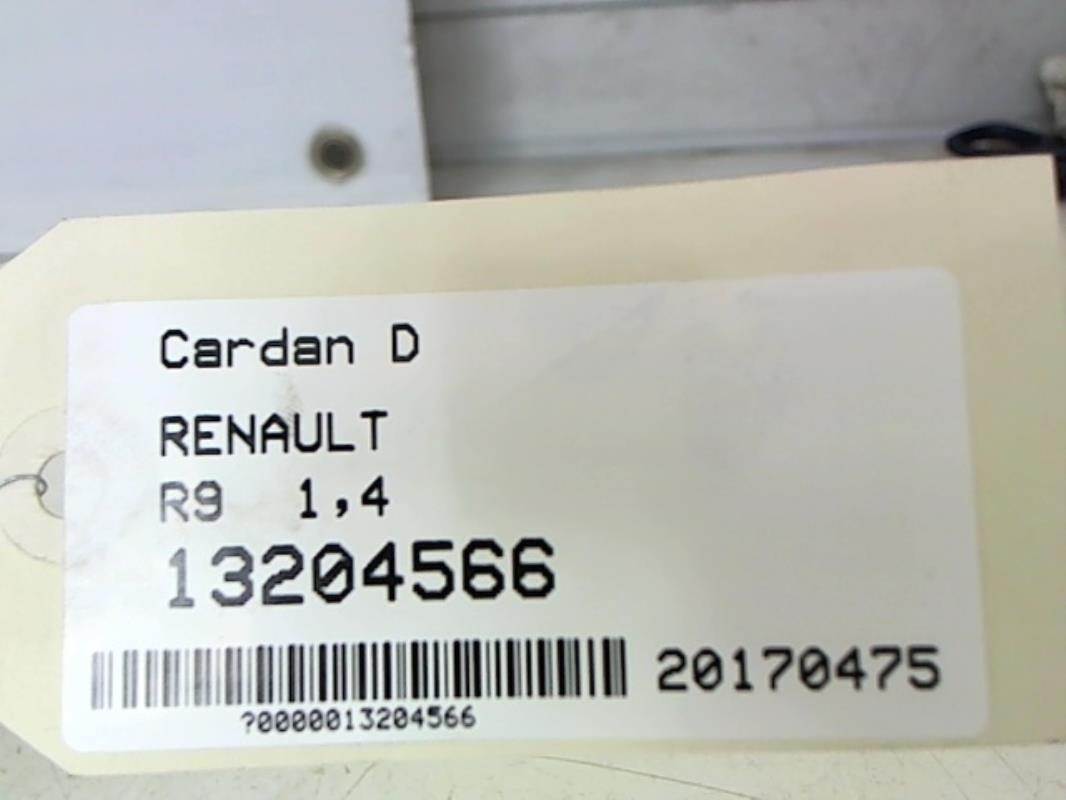 Cardan D
RENAULT
R9 1,4
13204566
20170475
?0000013204566